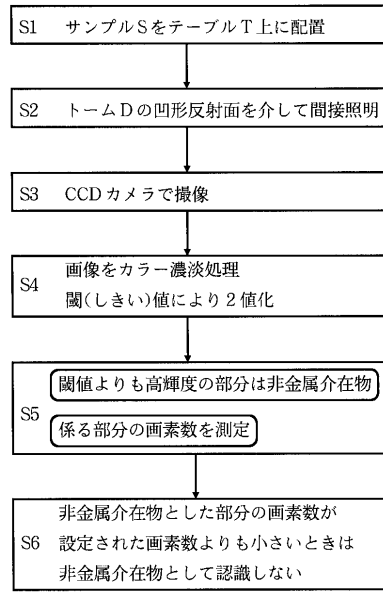 S1 サンプルSをテーブルT上に配置
S2 トームDの凹形反射面を介して間接照明
S3 CCDカメラで撮像
S4 画像をカラー濃淡処理
閾(しきい)値により2値化
S5 閾値よりも高輝度の部分は非金属介在物
係る部分の画素数を測定
S6 非金属介在物とした部分の画素数が
設定された画素数よりも小さいときは
非金属介在物として認識しない